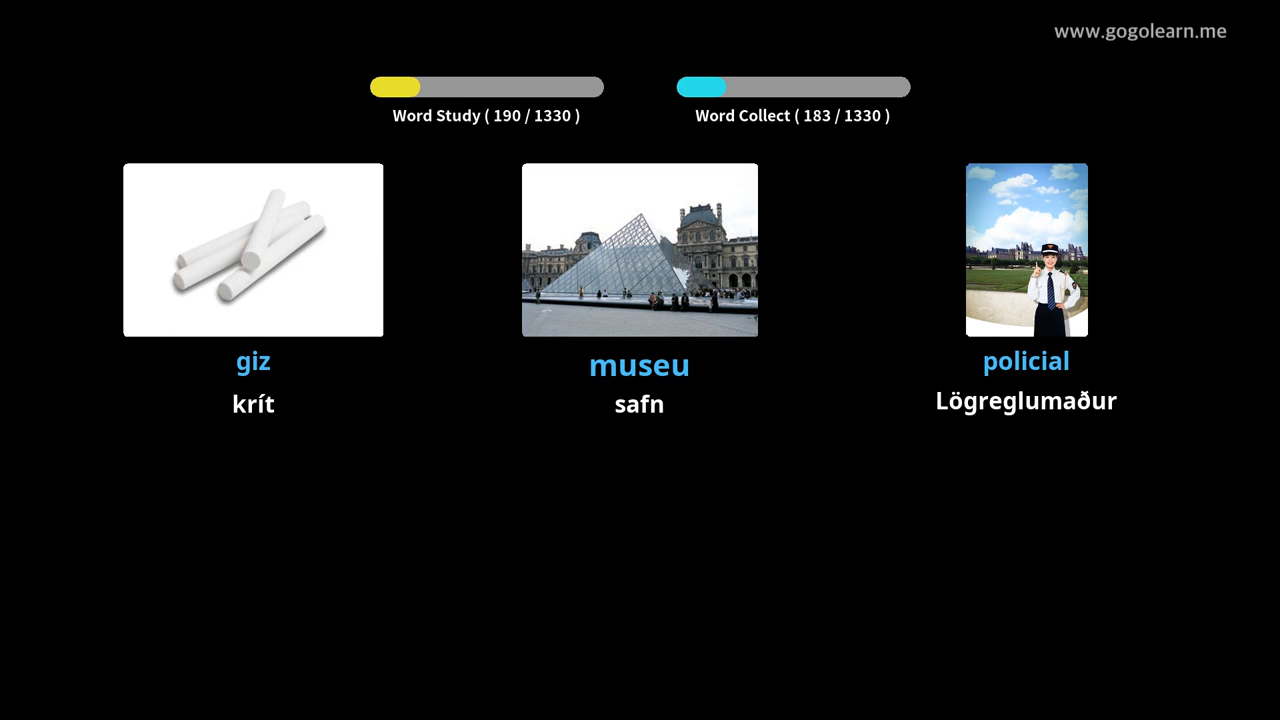 www.gogolearn.me
Word Study ( 190 / 1330 )
Word Collect ( 183 / 1330 )
giz
museu
policial
krít
safn
Lögreglumaður